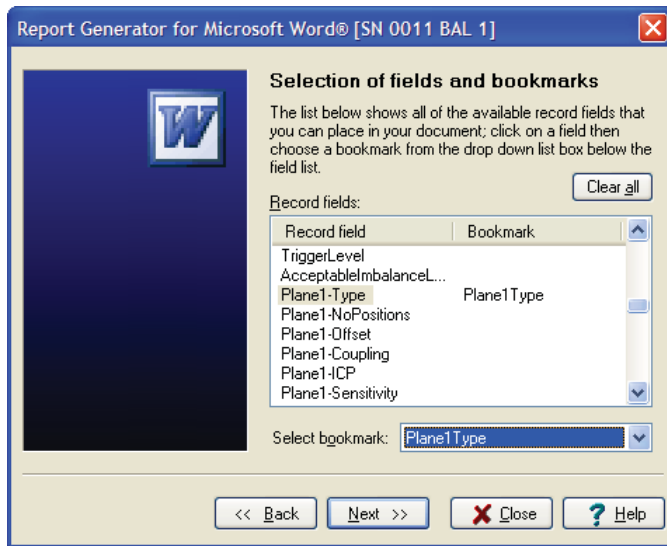 Report Generator for Microsoft Word® [SN 0011 BAL 1]
W
Selection of fields and bookmarks
The list below shows all of the available record fields that
you can place in your document; click on a field then
choose a bookmark from the drop down list box below the
field list.
Clear all
Record fields:
Record field Bookmark
TriggerLevel
AcceptableImbalanceL...
Plane1-Type Plane1Type
Plane1-NoPositions
Plane1-Offset
Plane1-Coupling
Plane1-ICP
Plane1-Sensitivity
Select bookmark: Plane1Type
<< Back Next >> Close ? Help